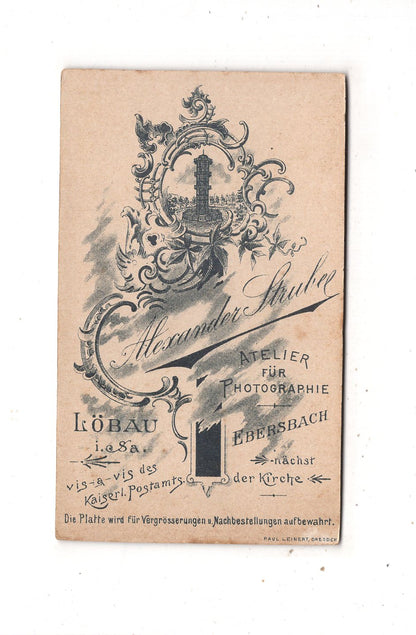 Alexander Strube
ATELIER
FÜR
PHOTOGRAPHIE
LÖBAU
i. Sa.
EBERSBACH
vis-à-vis des
Kaiserl. Postamts.
nächst
der Kirche
Die Platte wird für Vergrösserungen u. Nachbestellungen aufbewahrt.
PAUL LEINERT, DRESDEN